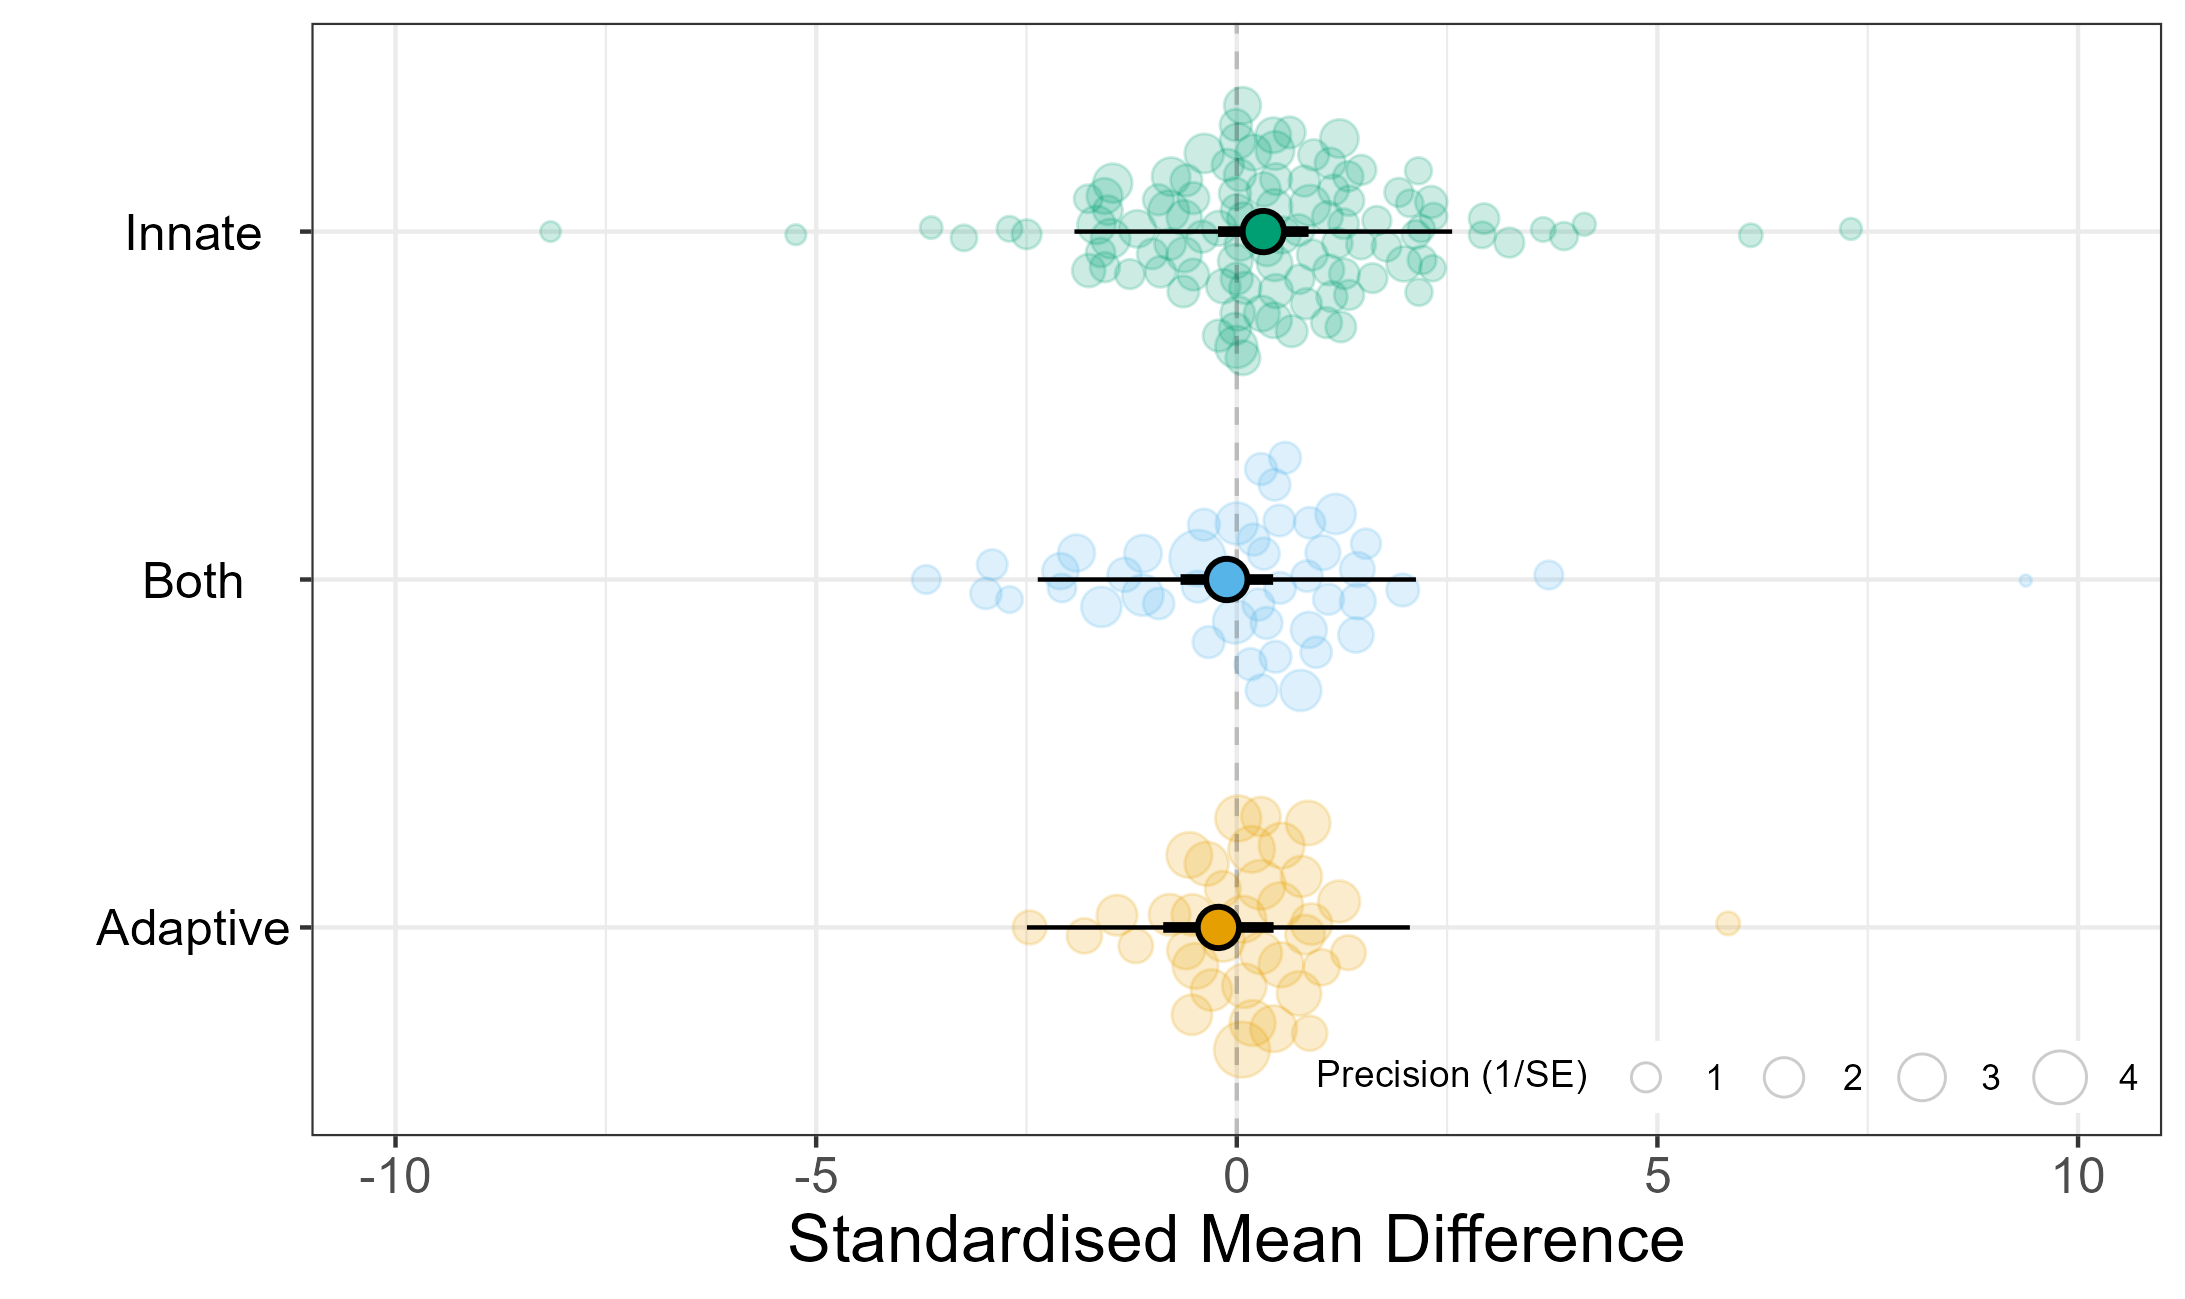 Innate
Both
Adaptive
Precision (1/SE) 1 2 3 4
-10 -5 0 5 10
Standardised Mean Difference